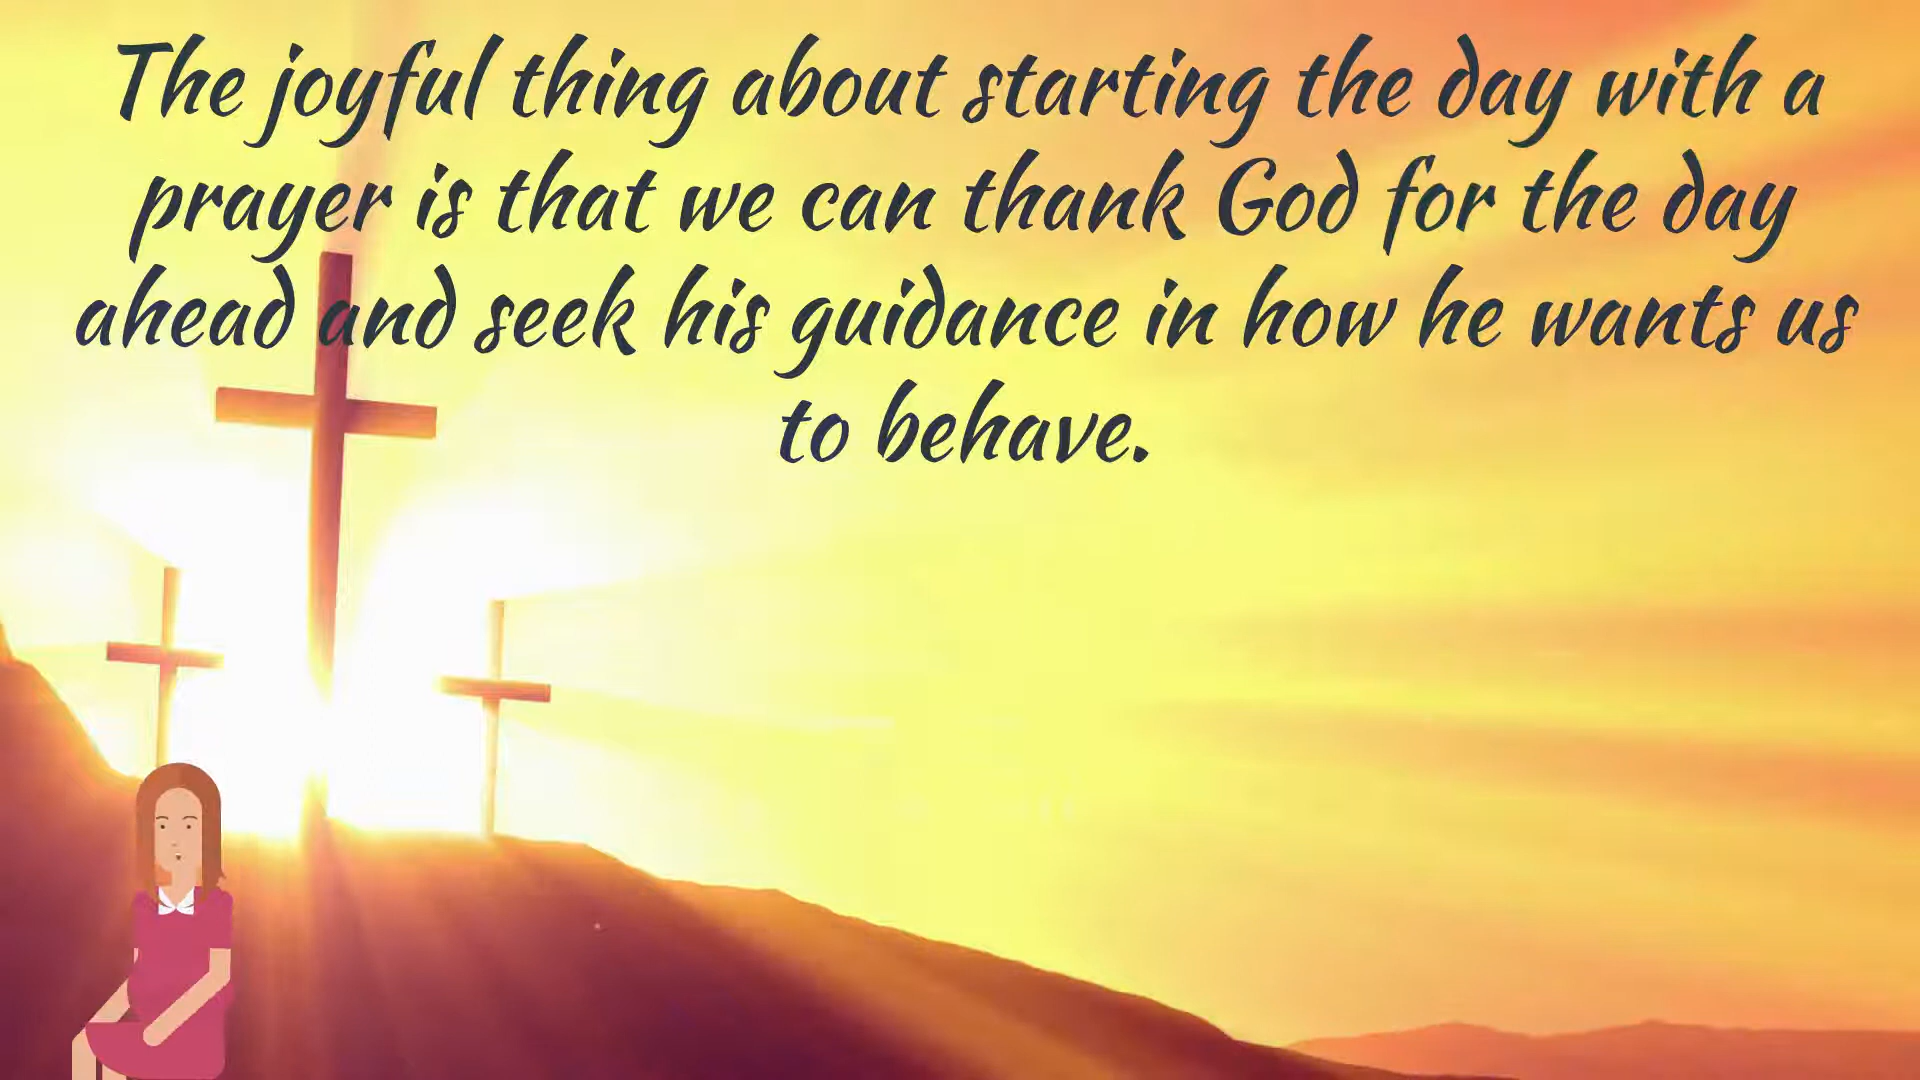 The joyful thing about starting the day with a
prayer is that we can thank God for the day
ahead and seek his guidance in how he wants us
to behave.